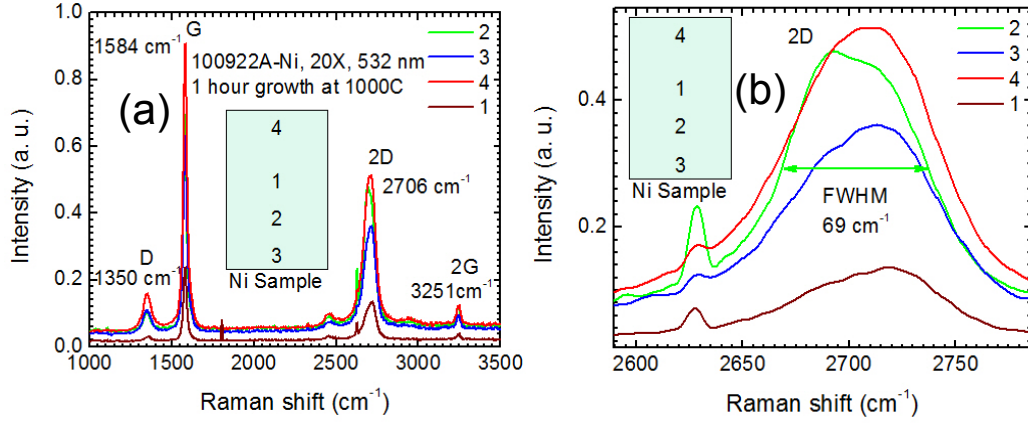 G
1584 cm⁻¹
100922A-Ni, 20X, 532 nm
1 hour growth at 1000C
2
3
4
1
(a)
4
1
2
3
Ni Sample
D
1350 cm⁻¹
2D
2706 cm⁻¹
2G
3251cm⁻¹
Intensity (a. u.)
1.0
0.8
0.6
0.4
0.2
0.0
1000 1500 2000 2500 3000 3500
Raman shift (cm⁻¹)
4
1
2
3
Ni Sample
2D
(b)
2
3
4
1
FWHM
69 cm⁻¹
Intensity (a. u.)
0.4
0.2
2600 2650 2700 2750
Raman shift (cm⁻¹)